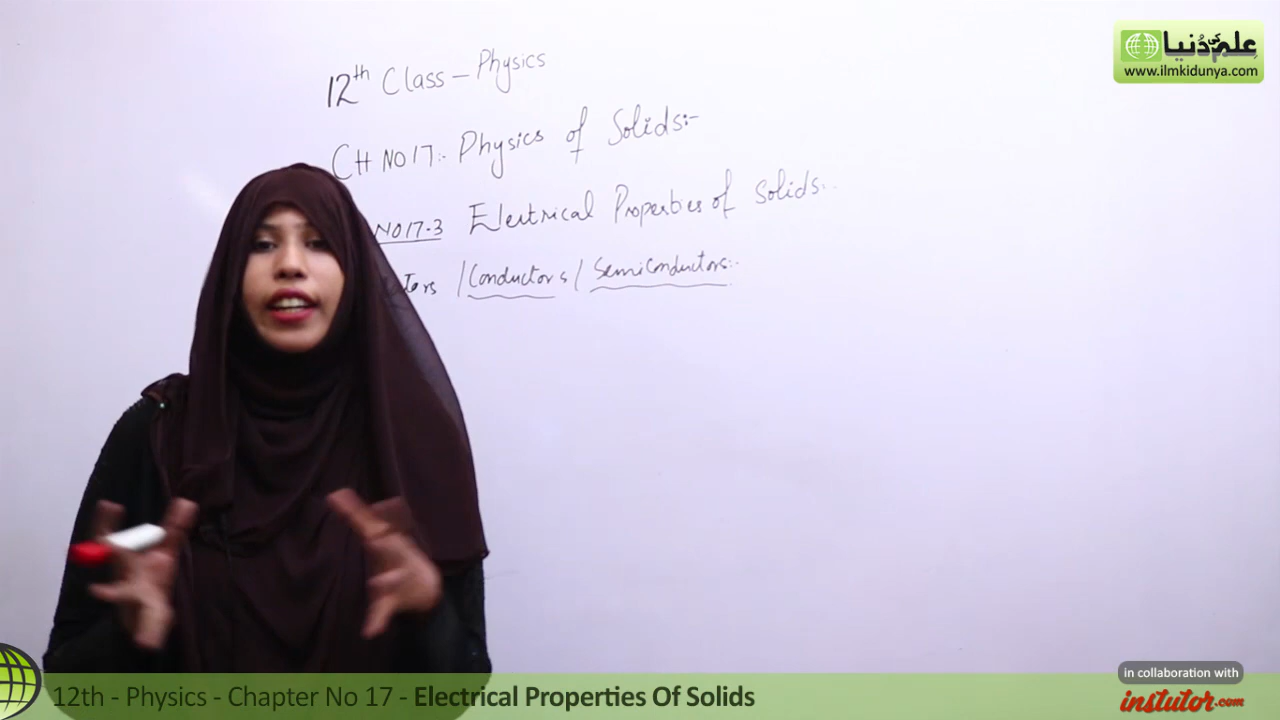 12th Class - Physics
CH NO 17:- Physics of Solids:-
NO 17.3 Electrical Properties of Solids:-
/Conductors/ Semiconductors:-
علم کی دُنیا
www.ilmkidunya.com
in collaboration with
instutor.com
12th - Physics - Chapter No 17 - Electrical Properties Of Solids